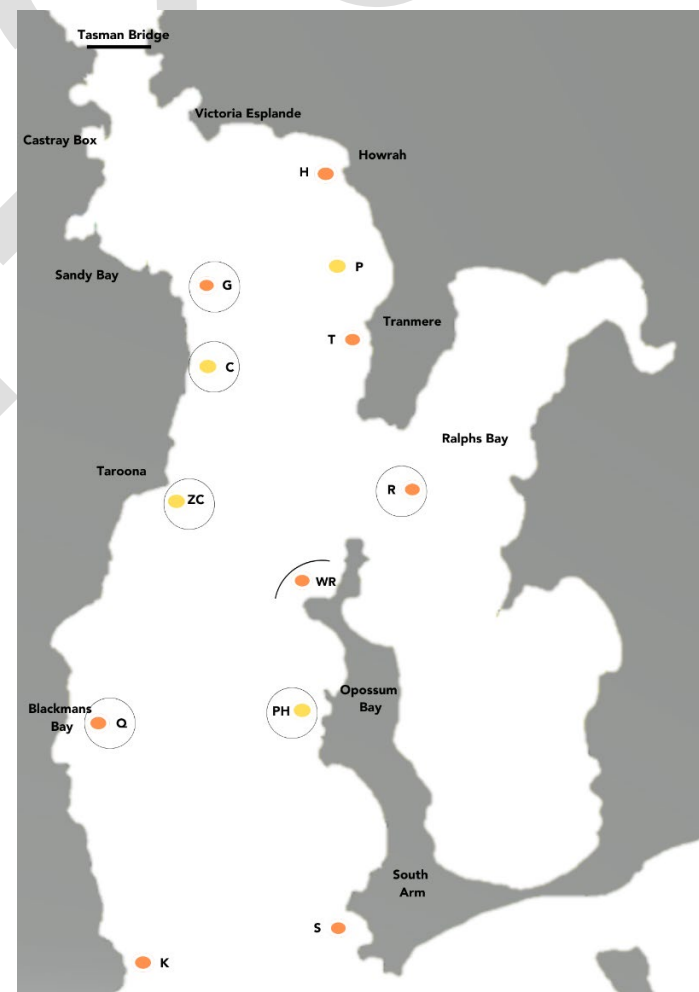 Tasman Bridge
Victoria Esplande
Castray Box
Howrah
H
P
Sandy Bay
G
Tranmere
T
C
Ralphs Bay
Taroona
R
ZC
WR
Opossum
Bay
Blackmans
Bay
PH
Q
South
Arm
S
K